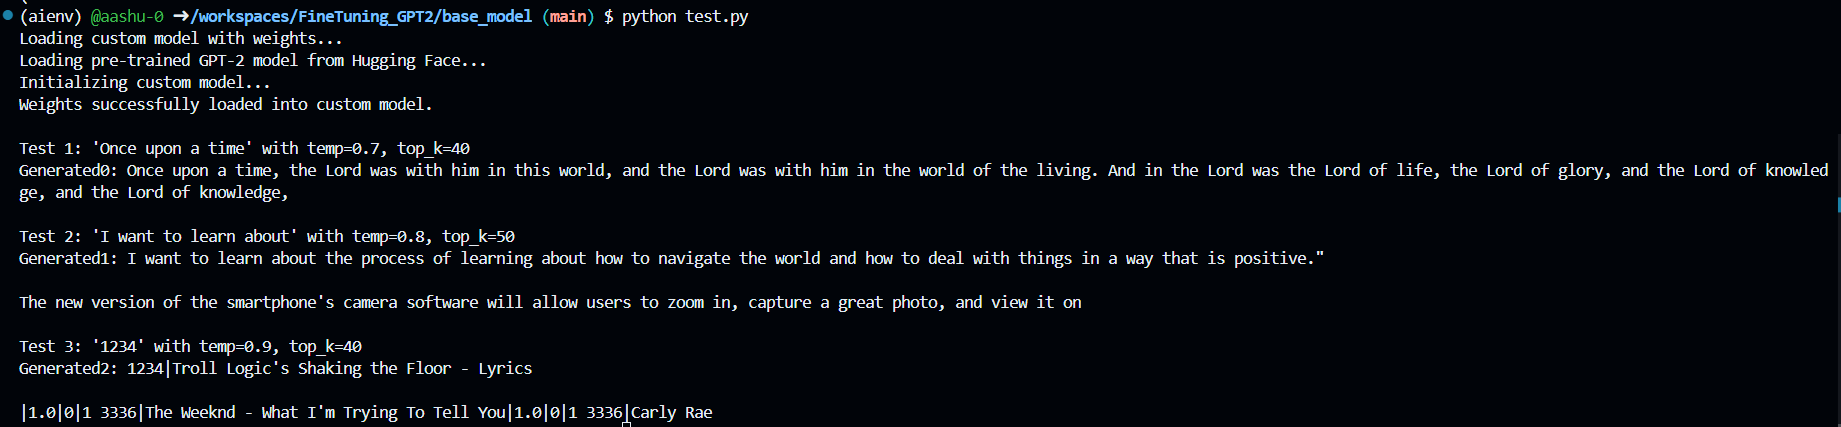 (aienv) @aashu-0 ➜/workspaces/FineTuning_GPT2/base_model (main) $ python test.py
Loading custom model with weights...
Loading pre-trained GPT-2 model from Hugging Face...
Initializing custom model...
Weights successfully loaded into custom model.
Test 1: 'Once upon a time' with temp=0.7, top_k=40
Generated0: Once upon a time, the Lord was with him in this world, and the Lord was with him in the world of the living. And in the Lord was the Lord of life, the Lord of glory, and the Lord of knowled
ge, and the Lord of knowledge,
Test 2: 'I want to learn about' with temp=0.8, top_k=50
Generated1: I want to learn about the process of learning about how to navigate the world and how to deal with things in a way that is positive."
The new version of the smartphone's camera software will allow users to zoom in, capture a great photo, and view it on
Test 3: '1234' with temp=0.9, top_k=40
Generated2: 1234|Troll Logic's Shaking the Floor - Lyrics
|1.0|0|1 3336|The Weeknd - What I'm Trying To Tell You|1.0|0|1 3336|Carly Rae